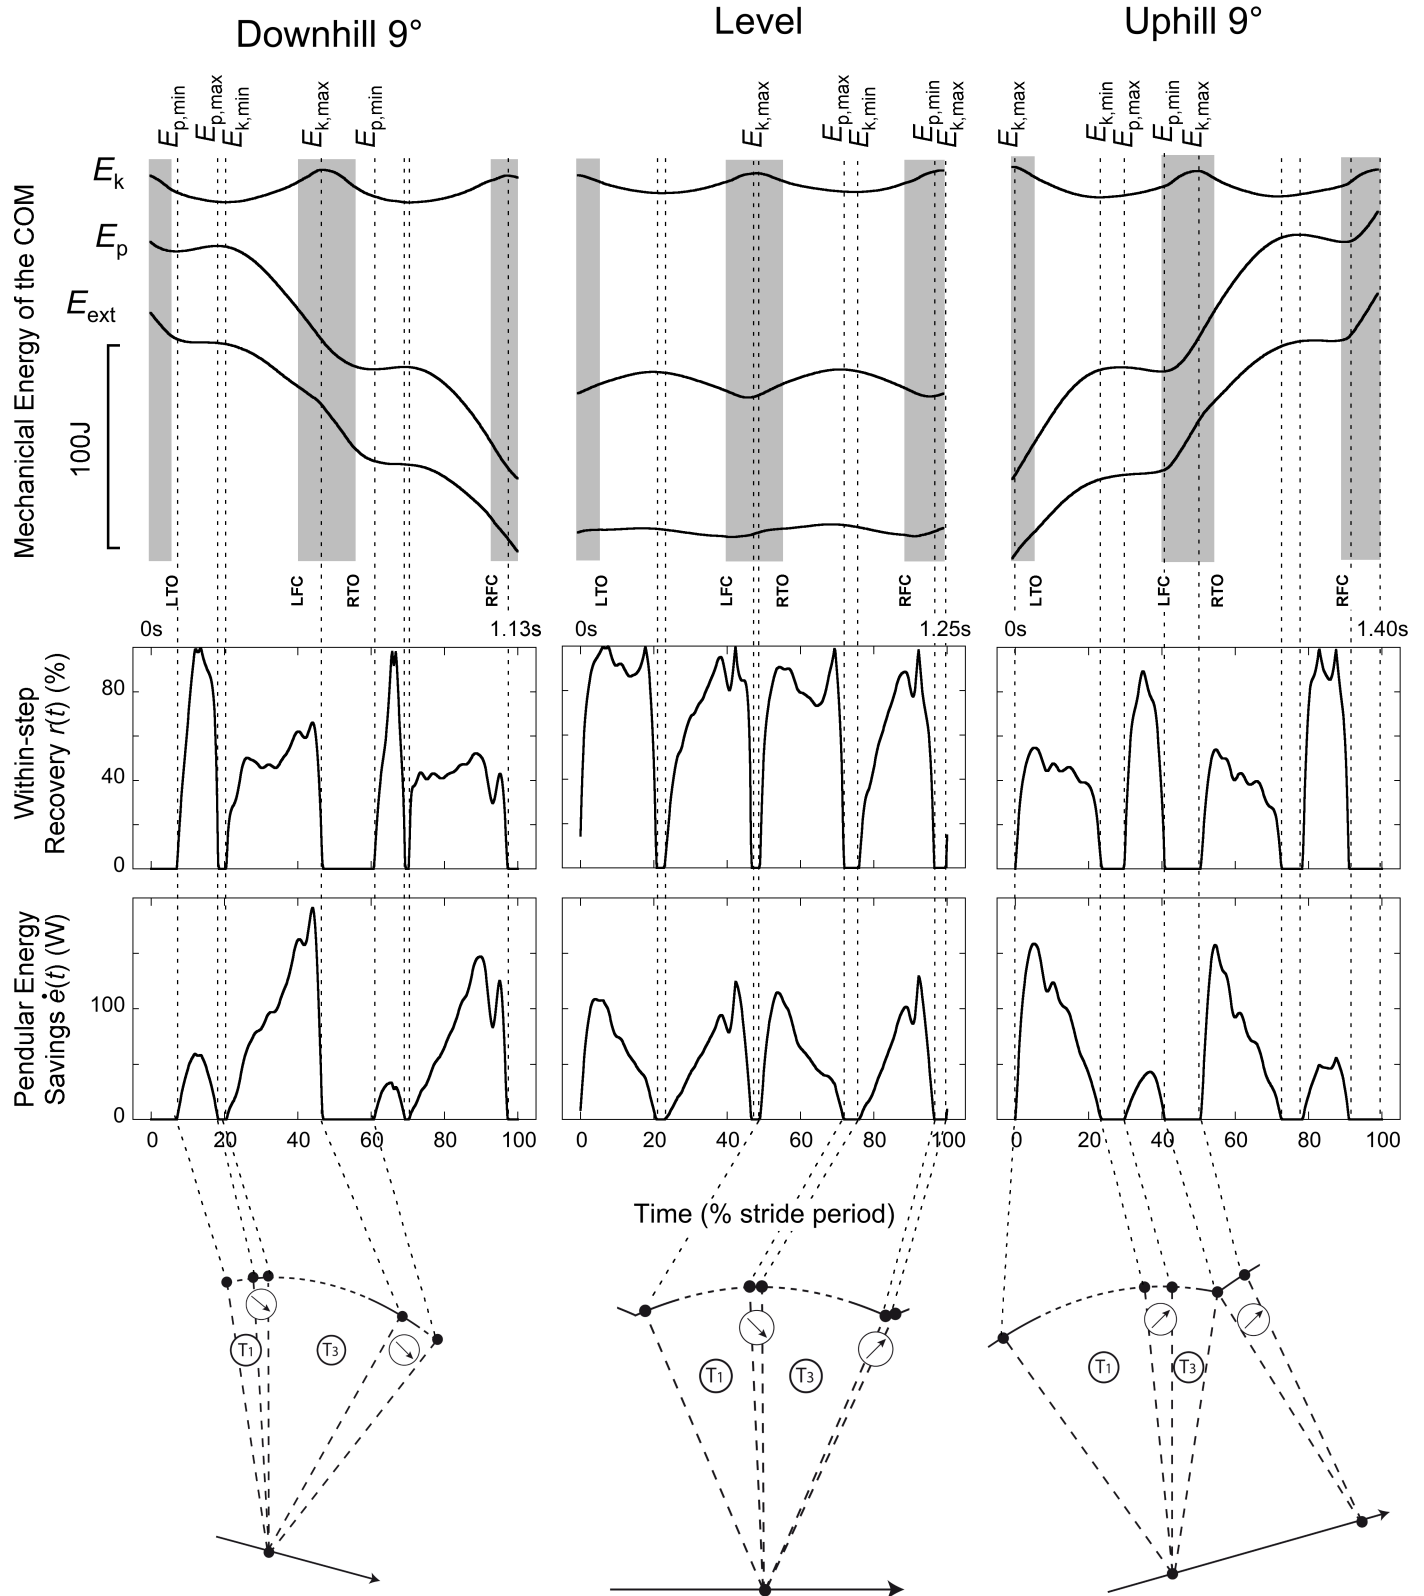 Downhill 9°
Level
Uphill 9°
Ep,min
Ep,max
Ek,min
Ek,max
Ep,min
Ek,max
Ep,max
Ek,min
Ep,min
Ek,max
Ek,max
Ek,min
Ep,max
Ep,min
Ek,max
Mechaniclal Energy of the COM
Ek
Ep
Eext
100J
LTO
LFC
RTO
RFC
LTO
LFC
RTO
RFC
LTO
LFC
RTO
RFC
0s
1.13s
0s
1.25s
0s
1.40s
Within-step
Recovery r(t) (%)
80
40
0
Pendular Energy
Savings ė(t) (W)
100
0
0 20 40 60 80 100
0 20 40 60 80 100
0 20 40 60 80 100
Time (% stride period)
T1
T3
T1
T3
T1
T3